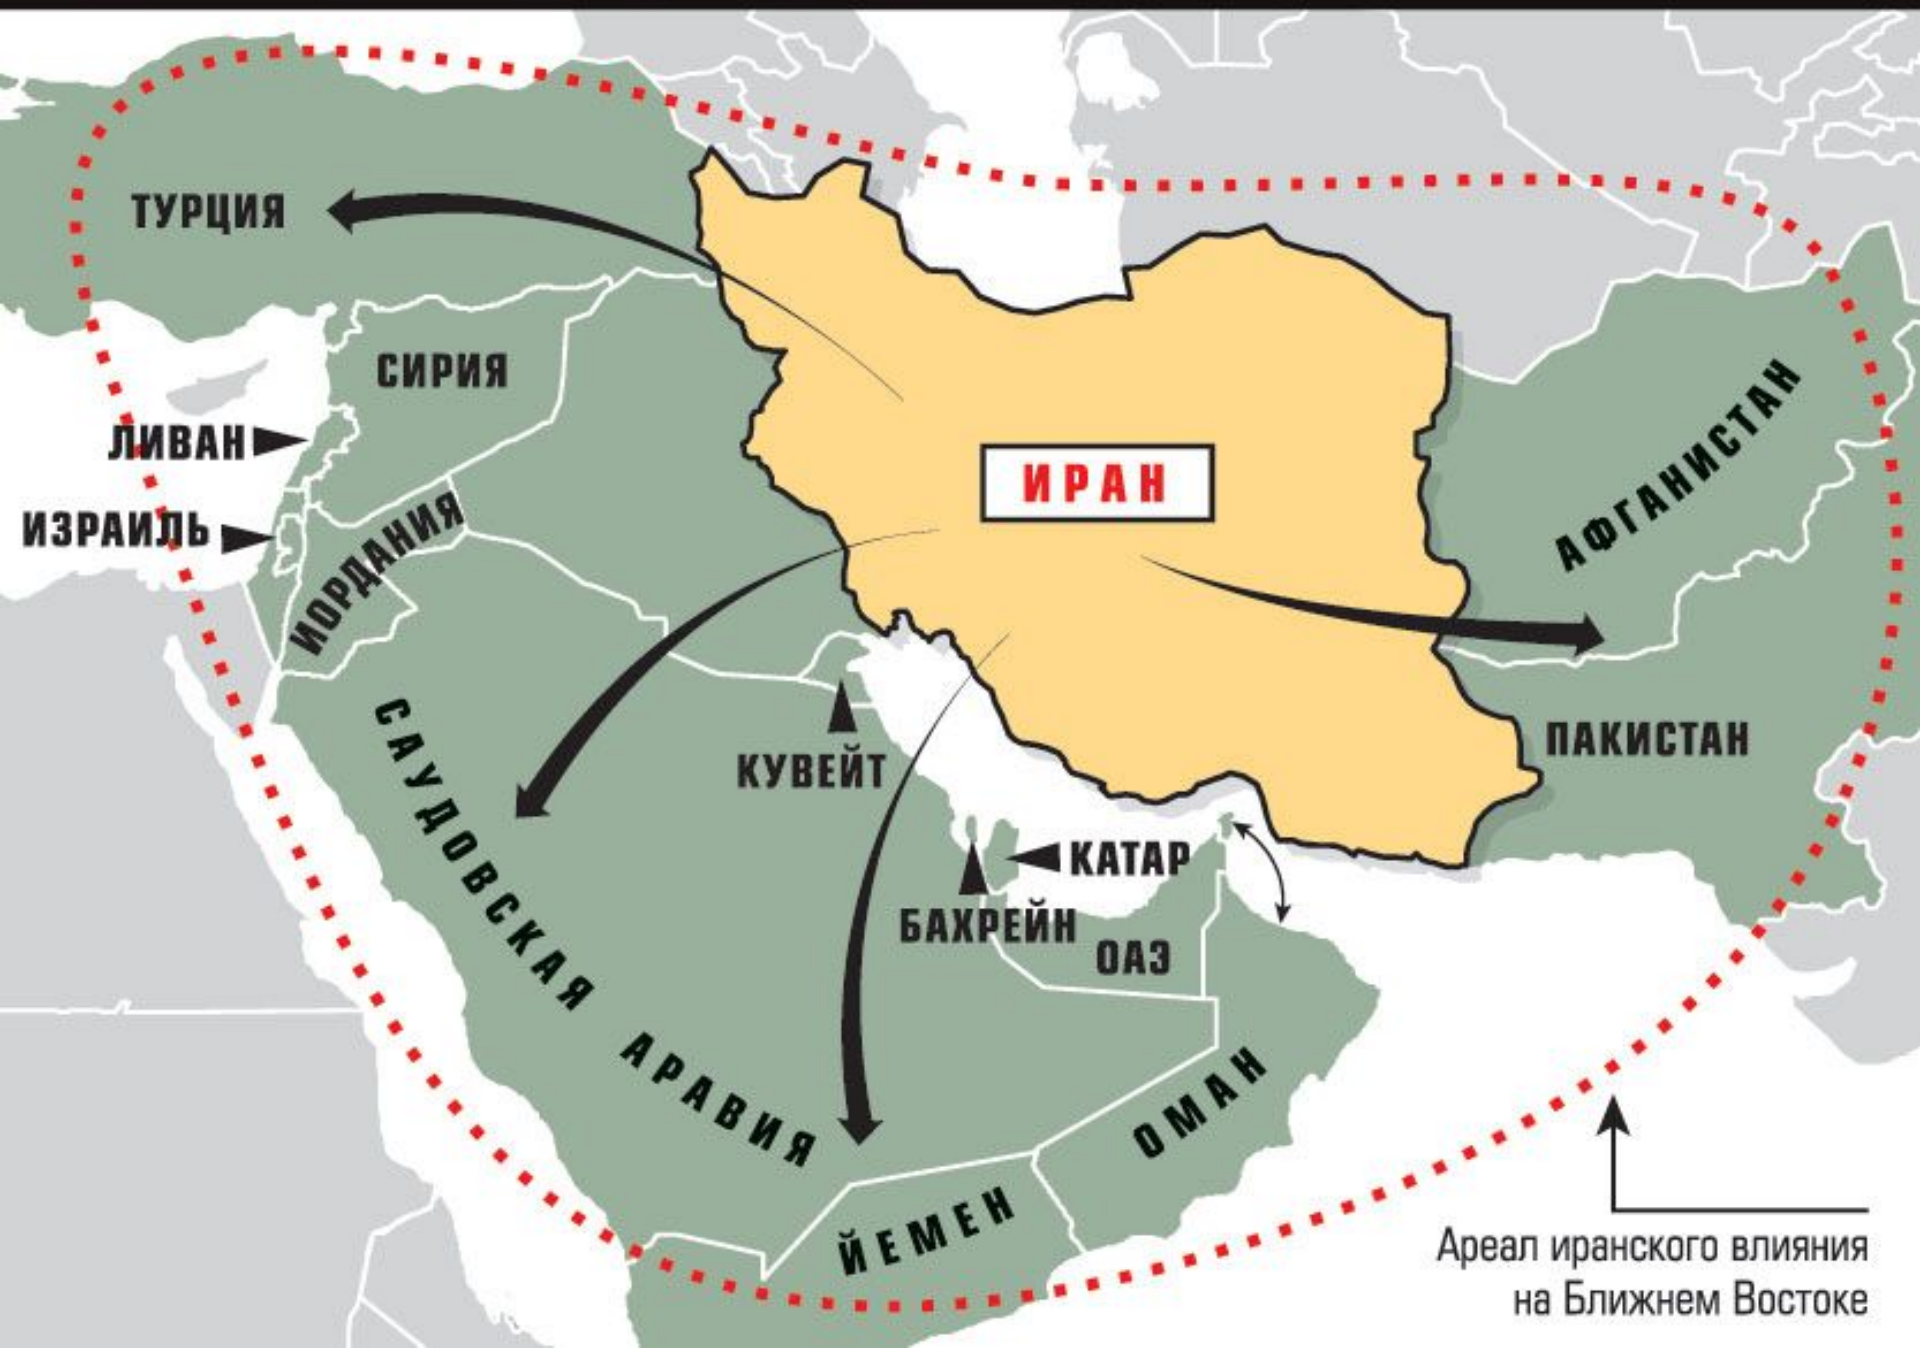 ТУРЦИЯ
СИРИЯ
ЛИВАН
ИЗРАИЛЬ
ИОРДАНИЯ
ИРАН
АФГАНИСТАН
ПАКИСТАН
КУВЕЙТ
САУДОВСКАЯ АРАВИЯ
КАТАР
БАХРЕЙН
ОАЭ
ОМАН
ЙЕМЕН
Ареал иранского влияния
на Ближнем Востоке